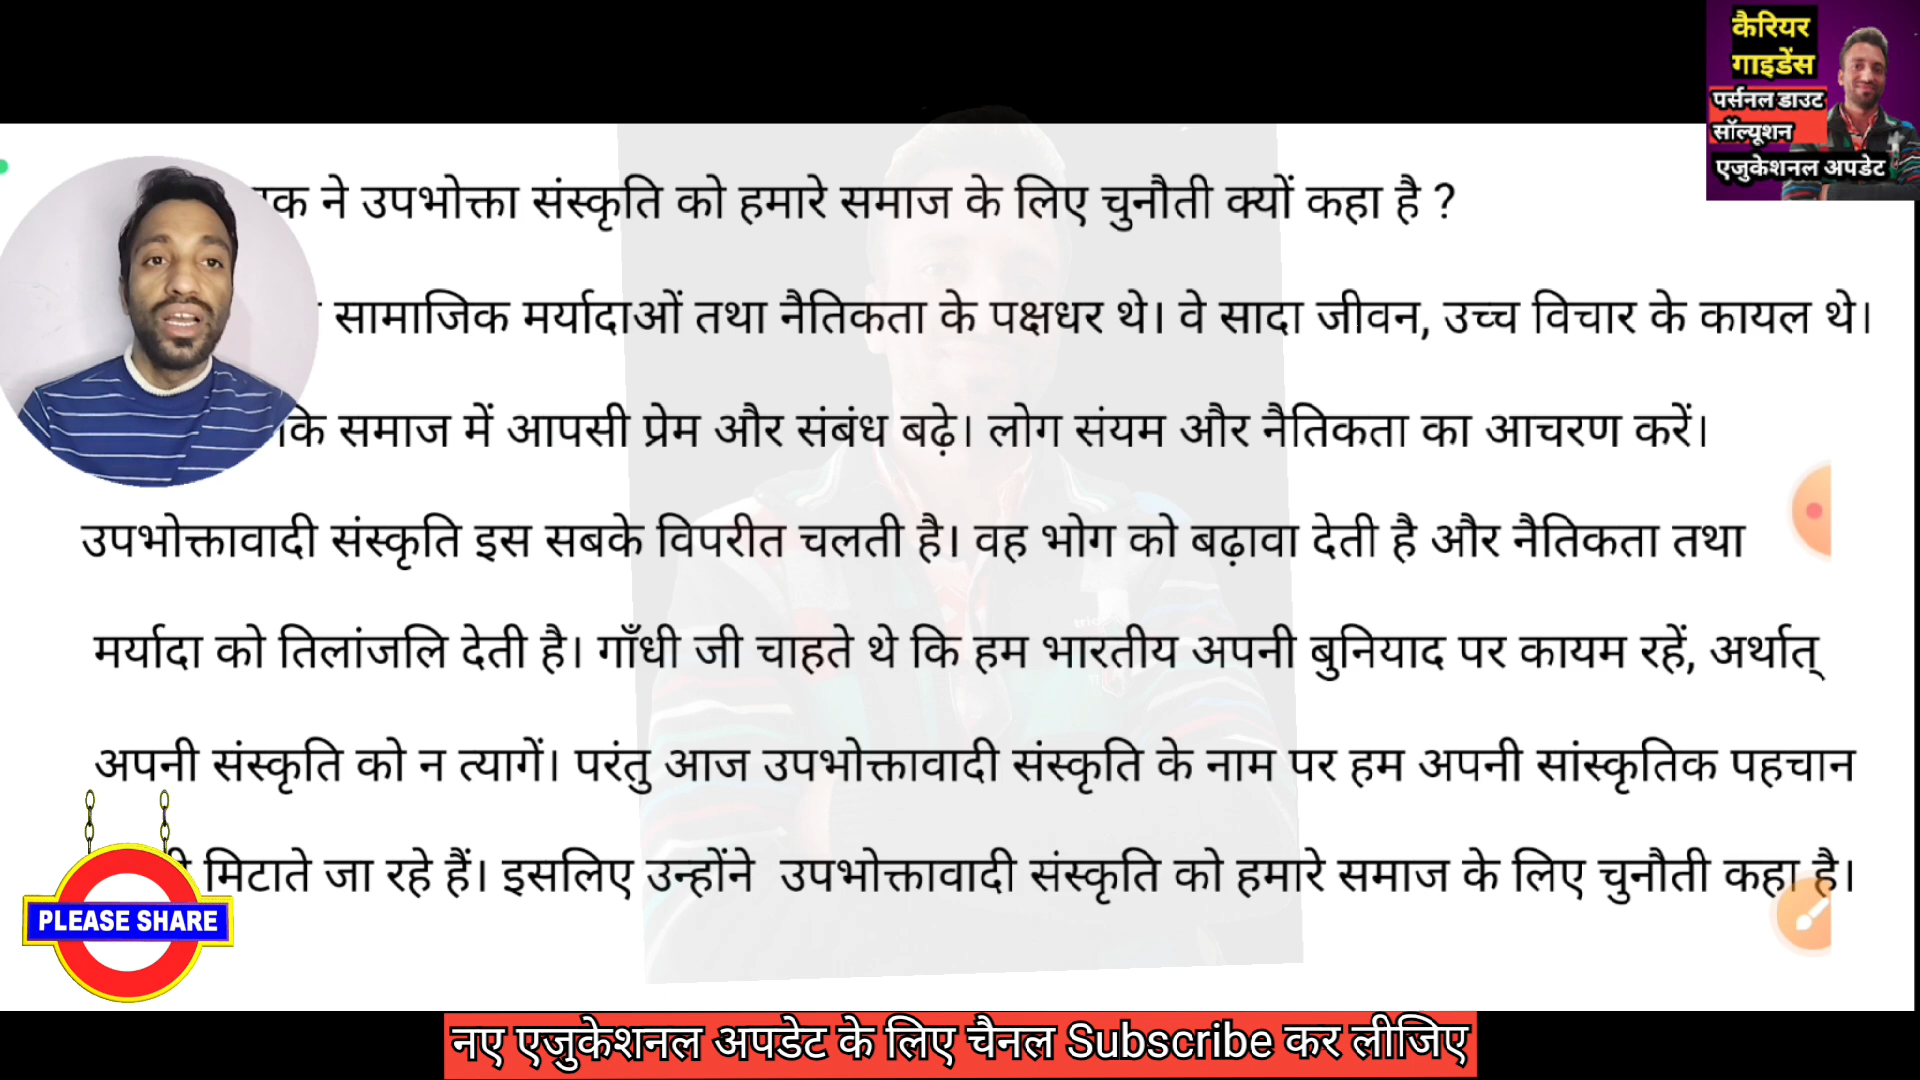 कैरियर
गाइडेंस
पर्सनल डाउट
सॉल्यूशन
एजुकेशनल अपडेट
ने उपभोक्ता संस्कृति को हमारे समाज के लिए चुनौती क्यों कहा है ?
सामाजिक मर्यादाओं तथा नैतिकता के पक्षधर थे। वे सादा जीवन, उच्च विचार के कायल थे।
कि समाज में आपसी प्रेम और संबंध बढ़े। लोग संयम और नैतिकता का आचरण करें।
उपभोक्तावादी संस्कृति इस सबके विपरीत चलती है। वह भोग को बढ़ावा देती है और नैतिकता तथा
मर्यादा को तिलांजलि देती है। गाँधी जी चाहते थे कि हम भारतीय अपनी बुनियाद पर कायम रहें, अर्थात्
अपनी संस्कृति को न त्यागें। परंतु आज उपभोक्तावादी संस्कृति के नाम पर हम अपनी सांस्कृतिक पहचान
मिटाते जा रहे हैं। इसलिए उन्होंने उपभोक्तावादी संस्कृति को हमारे समाज के लिए चुनौती कहा है।
PLEASE SHARE
नए एजुकेशनल अपडेट के लिए चैनल Subscribe कर लीजिए